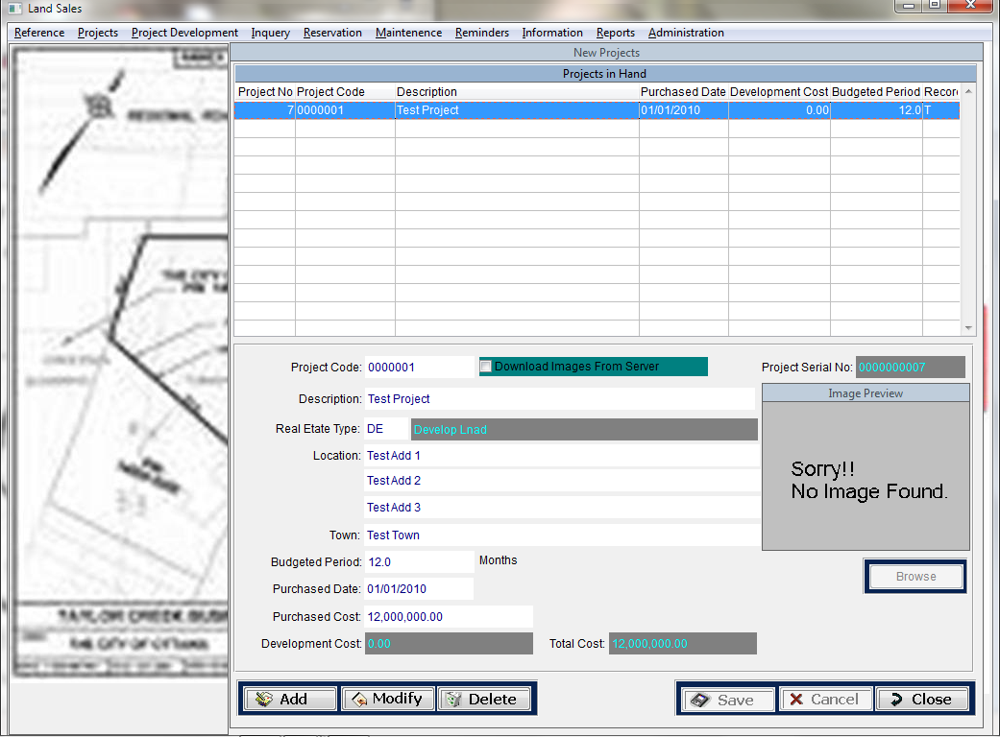 Land Sales
Reference Projects Project Development Inquery Reservation Maintenence Reminders Information Reports Administration
New Projects
Projects in Hand
Project No Project Code Description Purchased Date Development Cost Budgeted Period Recor
7 0000001 Test Project 01/01/2010 0.00 12.0 T
Project Code: 0000001 Download Images From Server Project Serial No: 0000000007
Description: Test Project
Image Preview
Real Etate Type: DE Develop Lnad
Location: Test Add 1
Sorry!!
Test Add 2
No Image Found.
Test Add 3
Town: Test Town
Budgeted Period: 12.0 Months
Browse
Purchased Date: 01/01/2010
Purchased Cost: 12,000,000.00
Development Cost: 0.00 Total Cost: 12,000,000.00
Add Modify Delete Save Cancel Close
THE CITY OF OTTAWA